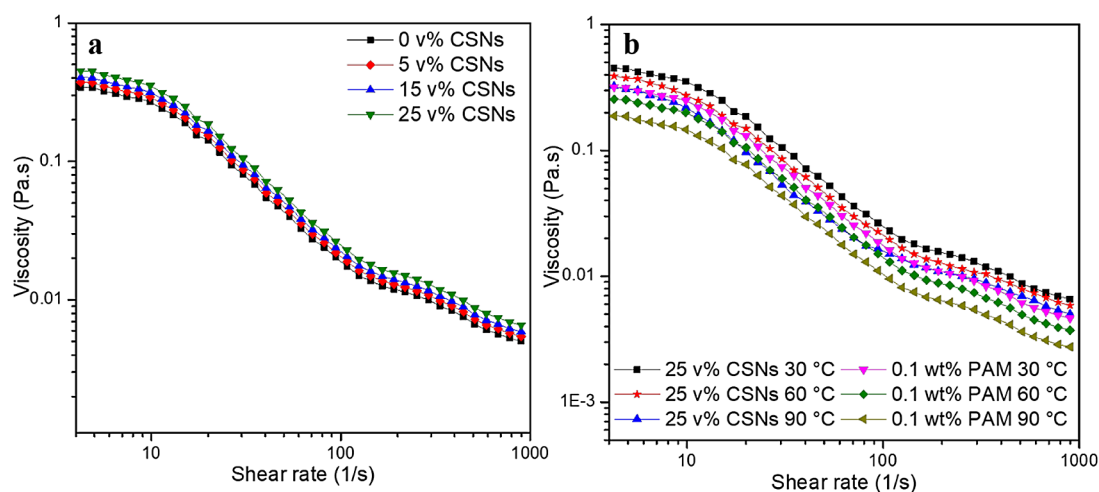 a
0 v% CSNs
5 v% CSNs
15 v% CSNs
25 v% CSNs
1
0.1
0.01
Viscosity (Pa.s)
10 100 1000
Shear rate (1/s)
b
1
0.1
0.01
1E-3
Viscosity (Pa.s)
25 v% CSNs 30 °C 0.1 wt% PAM 30 °C
25 v% CSNs 60 °C 0.1 wt% PAM 60 °C
25 v% CSNs 90 °C 0.1 wt% PAM 90 °C
10 100 1000
Shear rate (1/s)